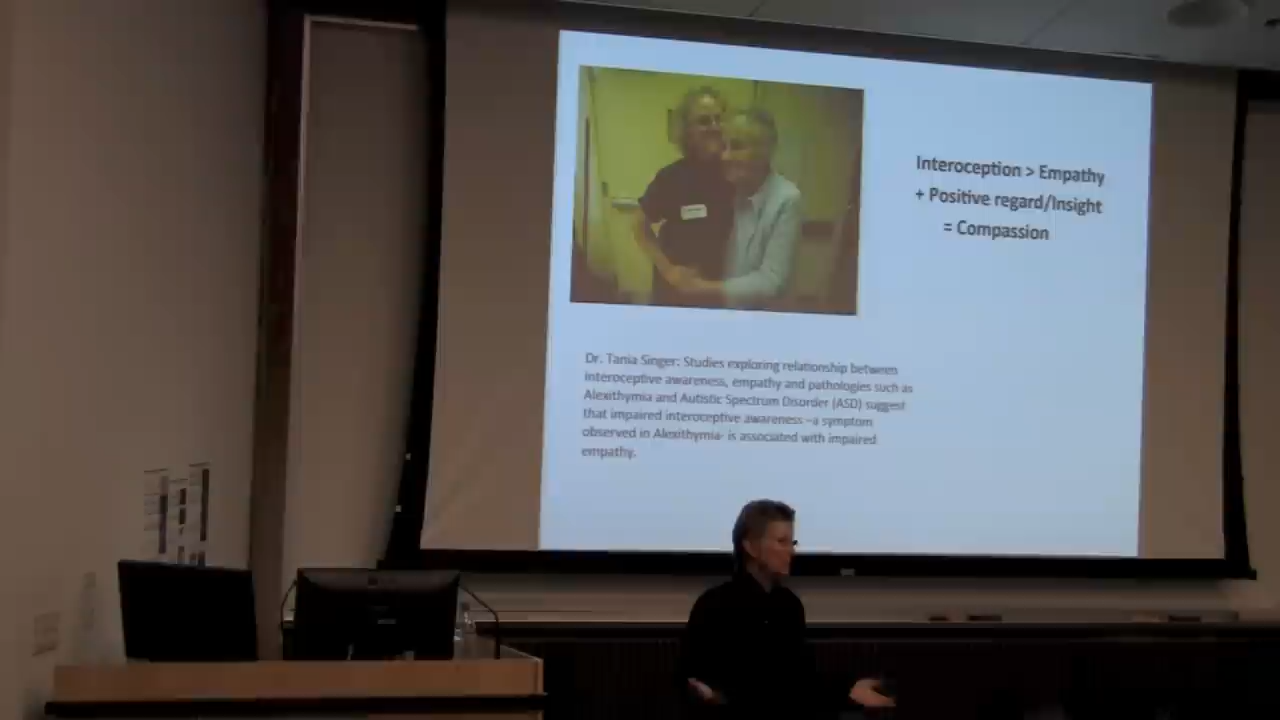 Interoception > Empathy
+ Positive regard/Insight
= Compassion
Dr. Tania Singer: Studies exploring relationship between
interoceptive awareness, empathy and pathologies such as
Alexithymia and Autistic Spectrum Disorder (ASD) suggest
that impaired interoceptive awareness –a symptom
observed in Alexithymia- is associated with impaired
empathy.